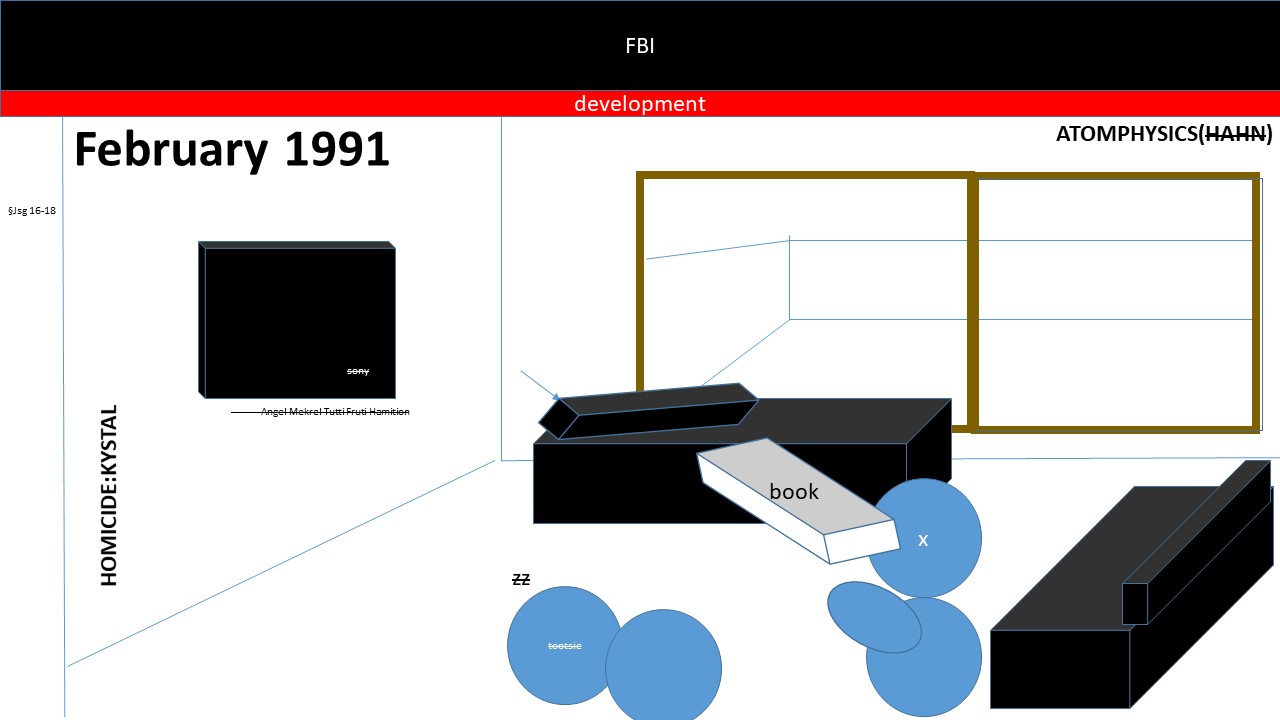 FBI
development
February 1991
ATOMPHYSICS(HAHN)
§Jsg 16-18
sony
Angel Mekrel Tutti Fruti Hamition
HOMICIDE:KYSTAL
book
x
ZZ
tootsie